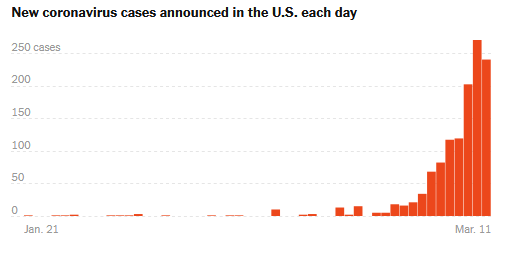 New coronavirus cases announced in the U.S. each day
250 cases
200
150
100
50
0
Jan. 21 Mar. 11